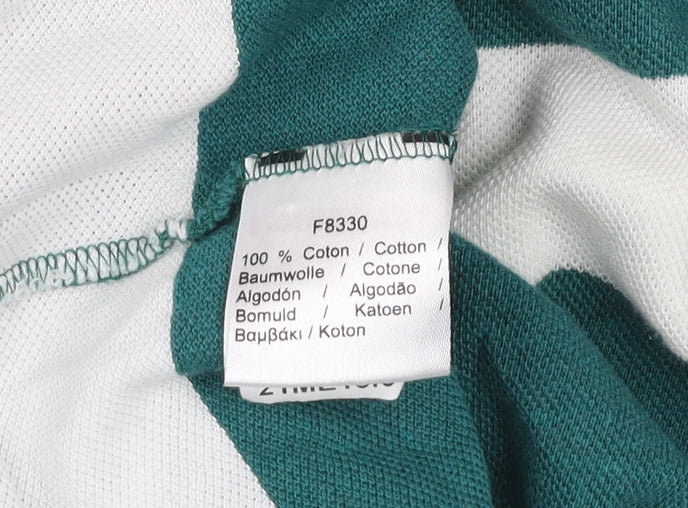 F8330
100 % Coton / Cotton /
Baumwolle / Cotone /
Algodón / Algodão /
Bomuld / Katoen /
Βαμβάκι / Koton